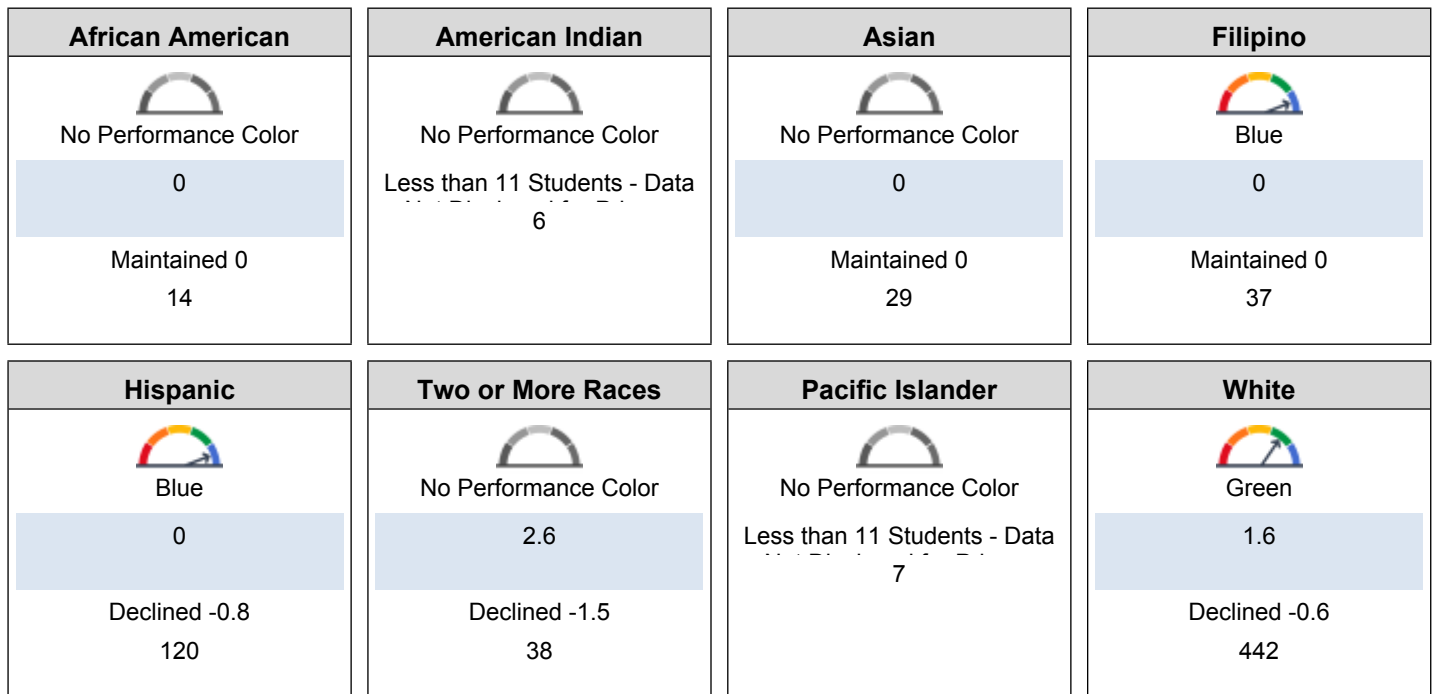 African American
No Performance Color
0
Maintained 0
14
American Indian
No Performance Color
Less than 11 Students - Data
6
Asian
No Performance Color
0
Maintained 0
29
Filipino
Blue
0
Maintained 0
37
Hispanic
Blue
0
Declined -0.8
120
Two or More Races
No Performance Color
2.6
Declined -1.5
38
Pacific Islander
No Performance Color
Less than 11 Students - Data
7
White
Green
1.6
Declined -0.6
442